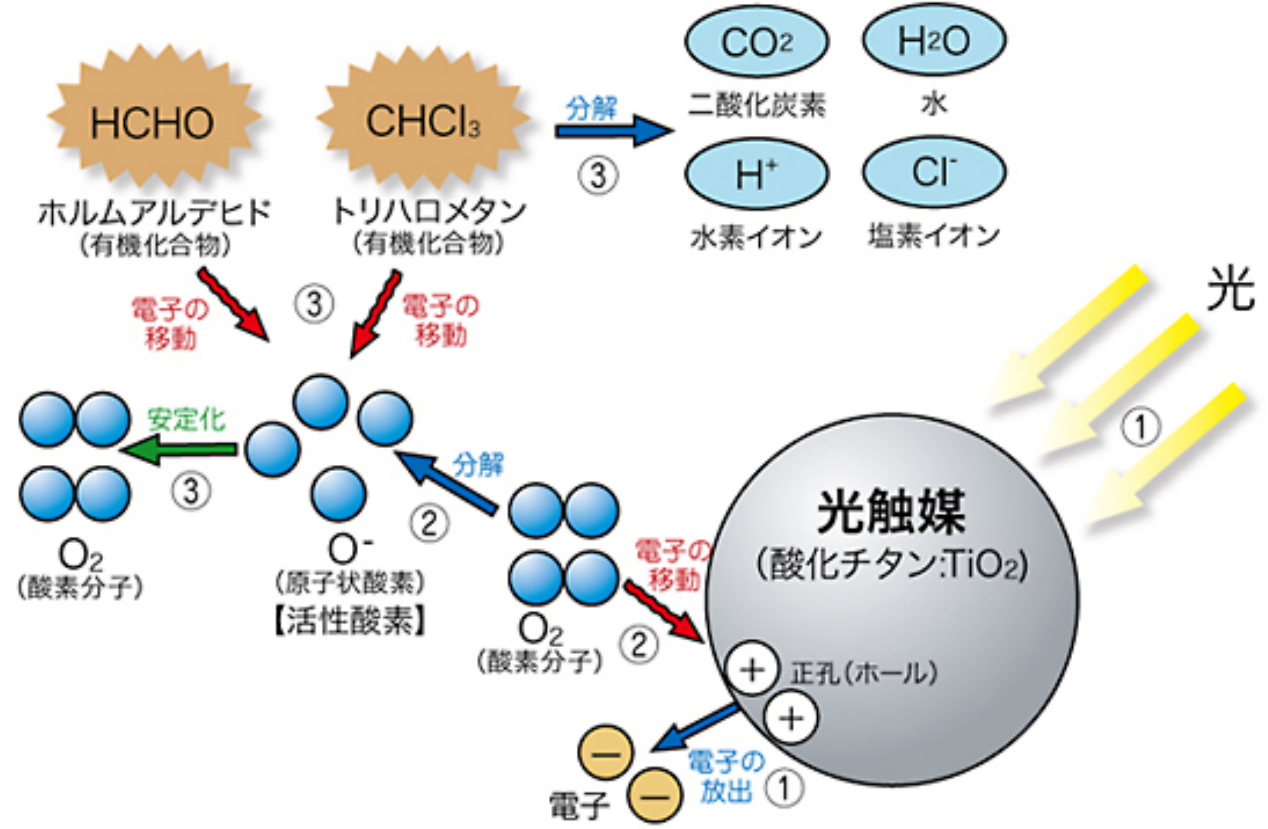 HCHO
ホルムアルデヒド
(有機化合物)
CHCl₃
トリハロメタン
(有機化合物)
分解
③
CO₂
二酸化炭素
H₂O
水
H⁺
水素イオン
Cl⁻
塩素イオン
電子の
移動
③
電子の
移動
光
①
安定化
③
O₂
(酸素分子)
O⁻
(原子状酸素)
【活性酸素】
分解
②
O₂
(酸素分子)
電子の
移動
②
光触媒
(酸化チタン:TiO₂)
+
正孔(ホール)
+
−
−
電子
電子の
放出
①